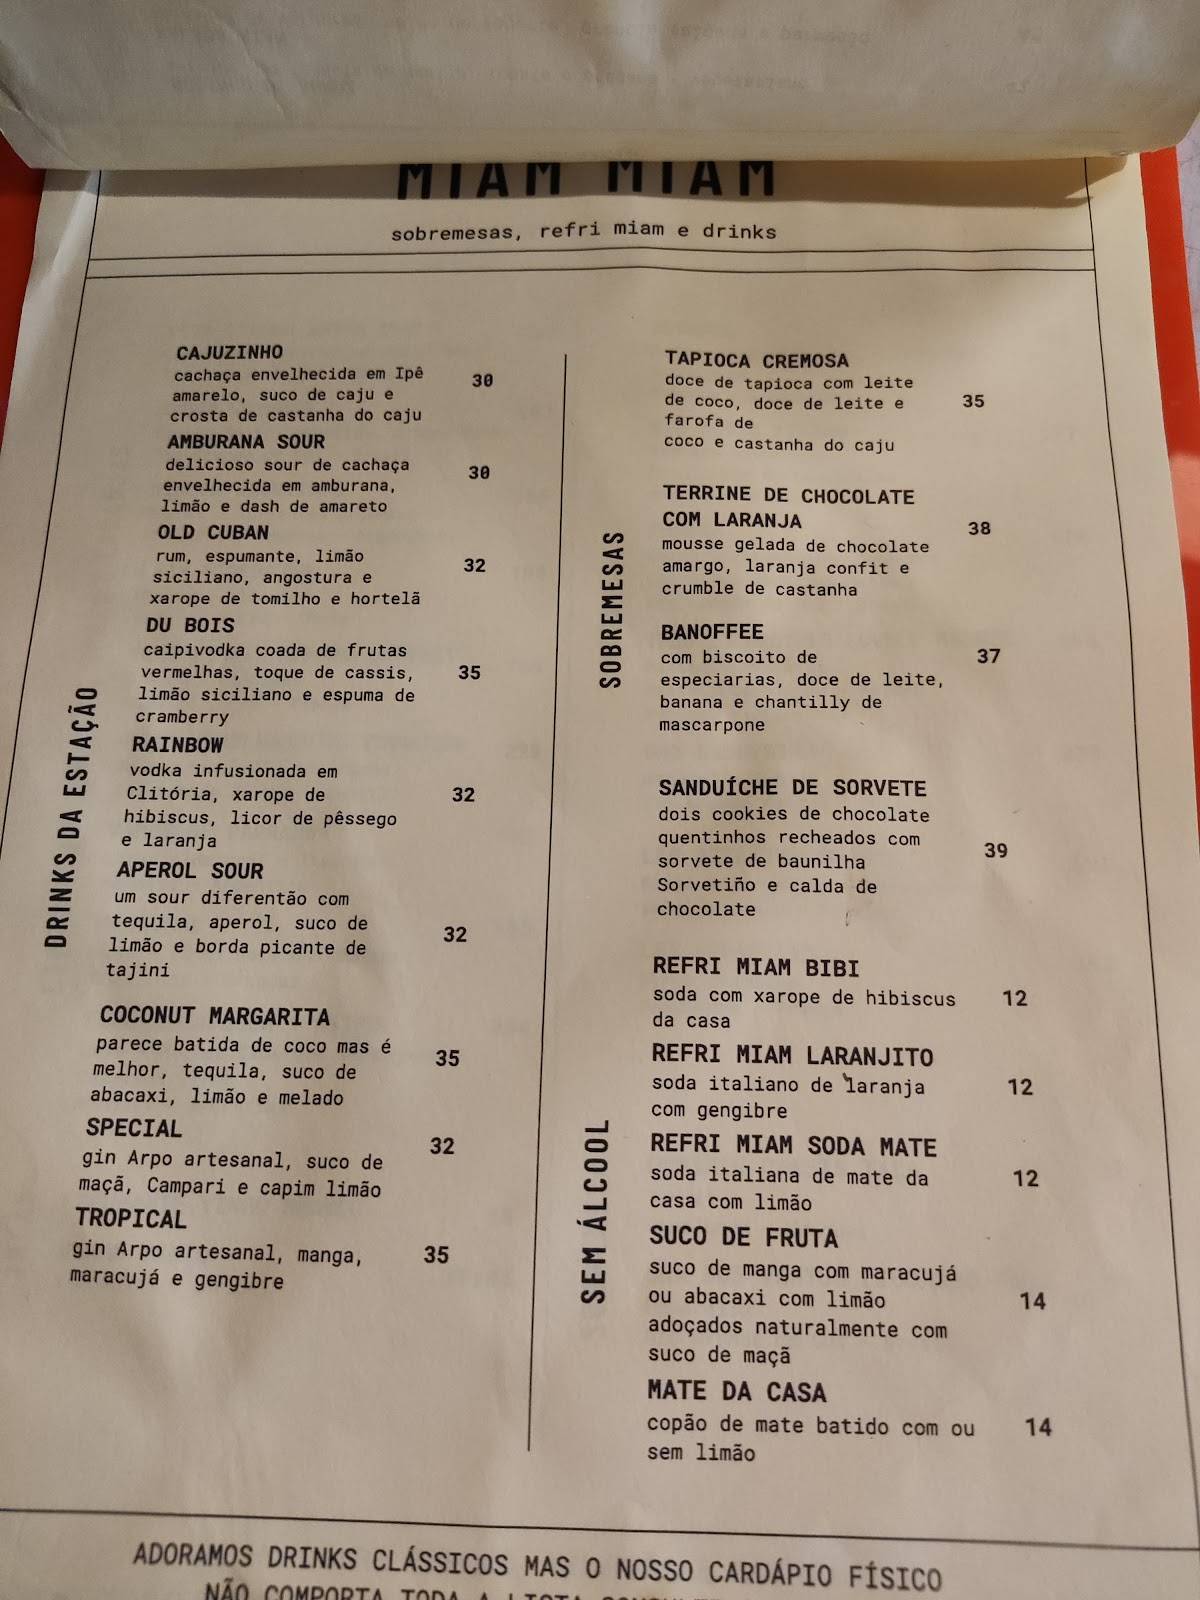 MIAM MIAM
sobremesas, refri miam e drinks
DRINKS DA ESTAÇÃO
CAJUZINHO
cachaça envelhecida em Ipê
amarelo, suco de caju e
crosta de castanha do caju
30
AMBURANA SOUR
delicioso sour de cachaça
envelhecida em amburana,
limão e dash de amareto
30
OLD CUBAN
rum, espumante, limão
siciliano, angostura e
xarope de tomilho e hortelã
32
DU BOIS
caipivodka coada de frutas
vermelhas, toque de cassis,
limão siciliano e espuma de
cramberry
35
RAINBOW
vodka infusionada em
Clitória, xarope de
hibiscus, licor de pêssego
e laranja
32
APEROL SOUR
um sour diferentão com
tequila, aperol, suco de
limão e borda picante de
tajini
32
COCONUT MARGARITA
parece batida de coco mas é
melhor, tequila, suco de
abacaxi, limão e melado
35
SPECIAL
gin Arpo artesanal, suco de
maçã, Campari e capim limão
32
TROPICAL
gin Arpo artesanal, manga,
maracujá e gengibre
35
SOBREMESAS
TAPIOCA CREMOSA
doce de tapioca com leite
de coco, doce de leite e
farofa de
coco e castanha do caju
35
TERRINE DE CHOCOLATE
COM LARANJA
mousse gelada de chocolate
amargo, laranja confit e
crumble de castanha
38
BANOFFEE
com biscoito de
especiarias, doce de leite,
banana e chantilly de
mascarpone
37
SANDUÍCHE DE SORVETE
dois cookies de chocolate
quentinhos recheados com
sorvete de baunilha
Sorvetiño e calda de
chocolate
39
SEM ÁLCOOL
REFRI MIAM BIBI
soda com xarope de hibiscus
da casa
12
REFRI MIAM LARANJITO
soda italiano de laranja
com gengibre
12
REFRI MIAM SODA MATE
soda italiana de mate da
casa com limão
12
SUCO DE FRUTA
suco de manga com maracujá
ou abacaxi com limão
adoçados naturalmente com
suco de maçã
14
MATE DA CASA
copão de mate batido com ou
sem limão
14
ADORAMOS DRINKS CLÁSSICOS MAS O NOSSO CARDÁPIO FÍSICO
NÃO COMPORTA TODA A LISTA